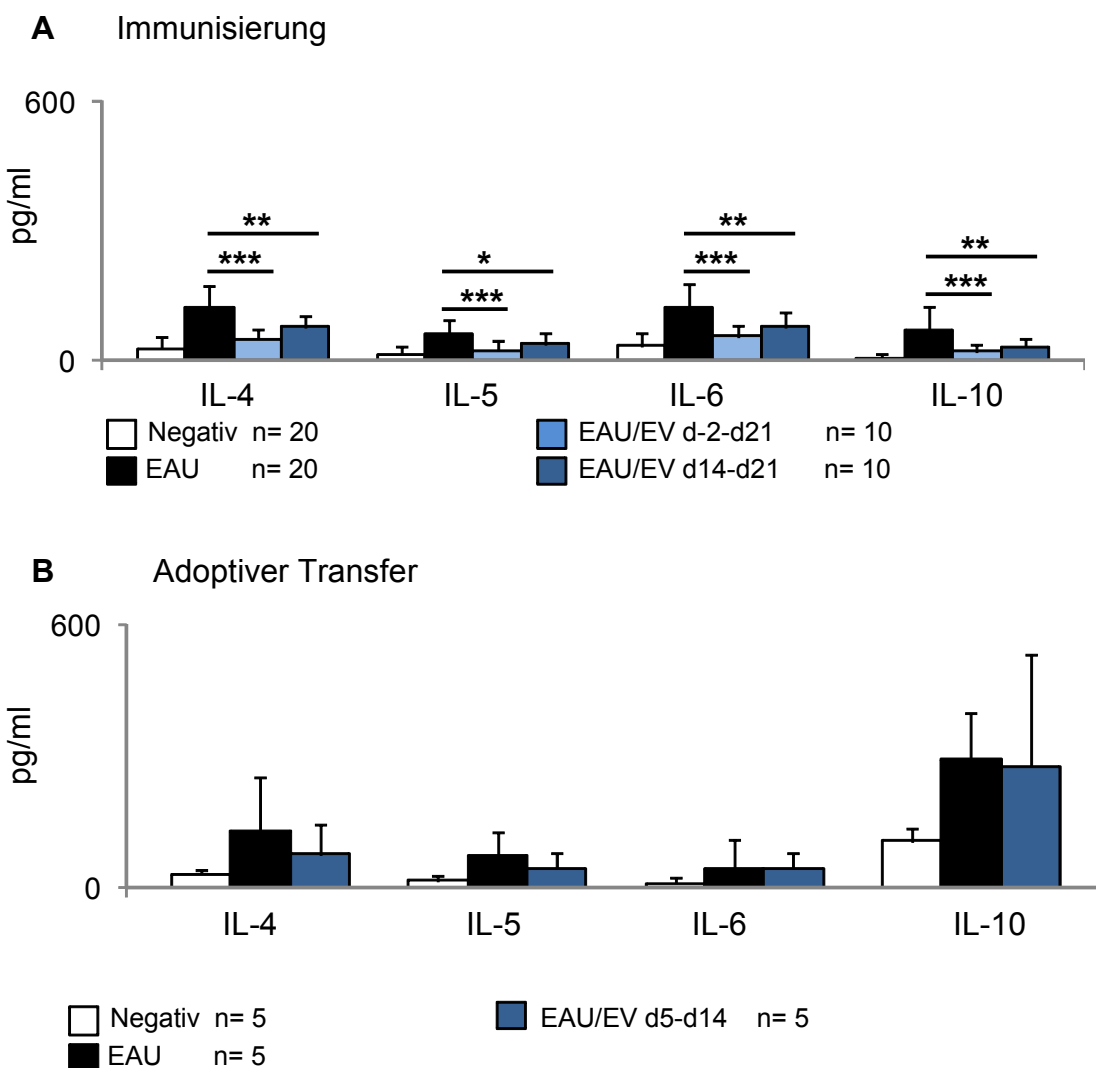 A Immunisierung
600
pg/ml
** ** 
*** * *** **
*** ***
0
IL-4 IL-5 IL-6 IL-10
Negativ n= 20 EAU/EV d-2-d21 n= 10
EAU n= 20 EAU/EV d14-d21 n= 10
B Adoptiver Transfer
600
pg/ml
0
IL-4 IL-5 IL-6 IL-10
Negativ n= 5 EAU/EV d5-d14 n= 5
EAU n= 5